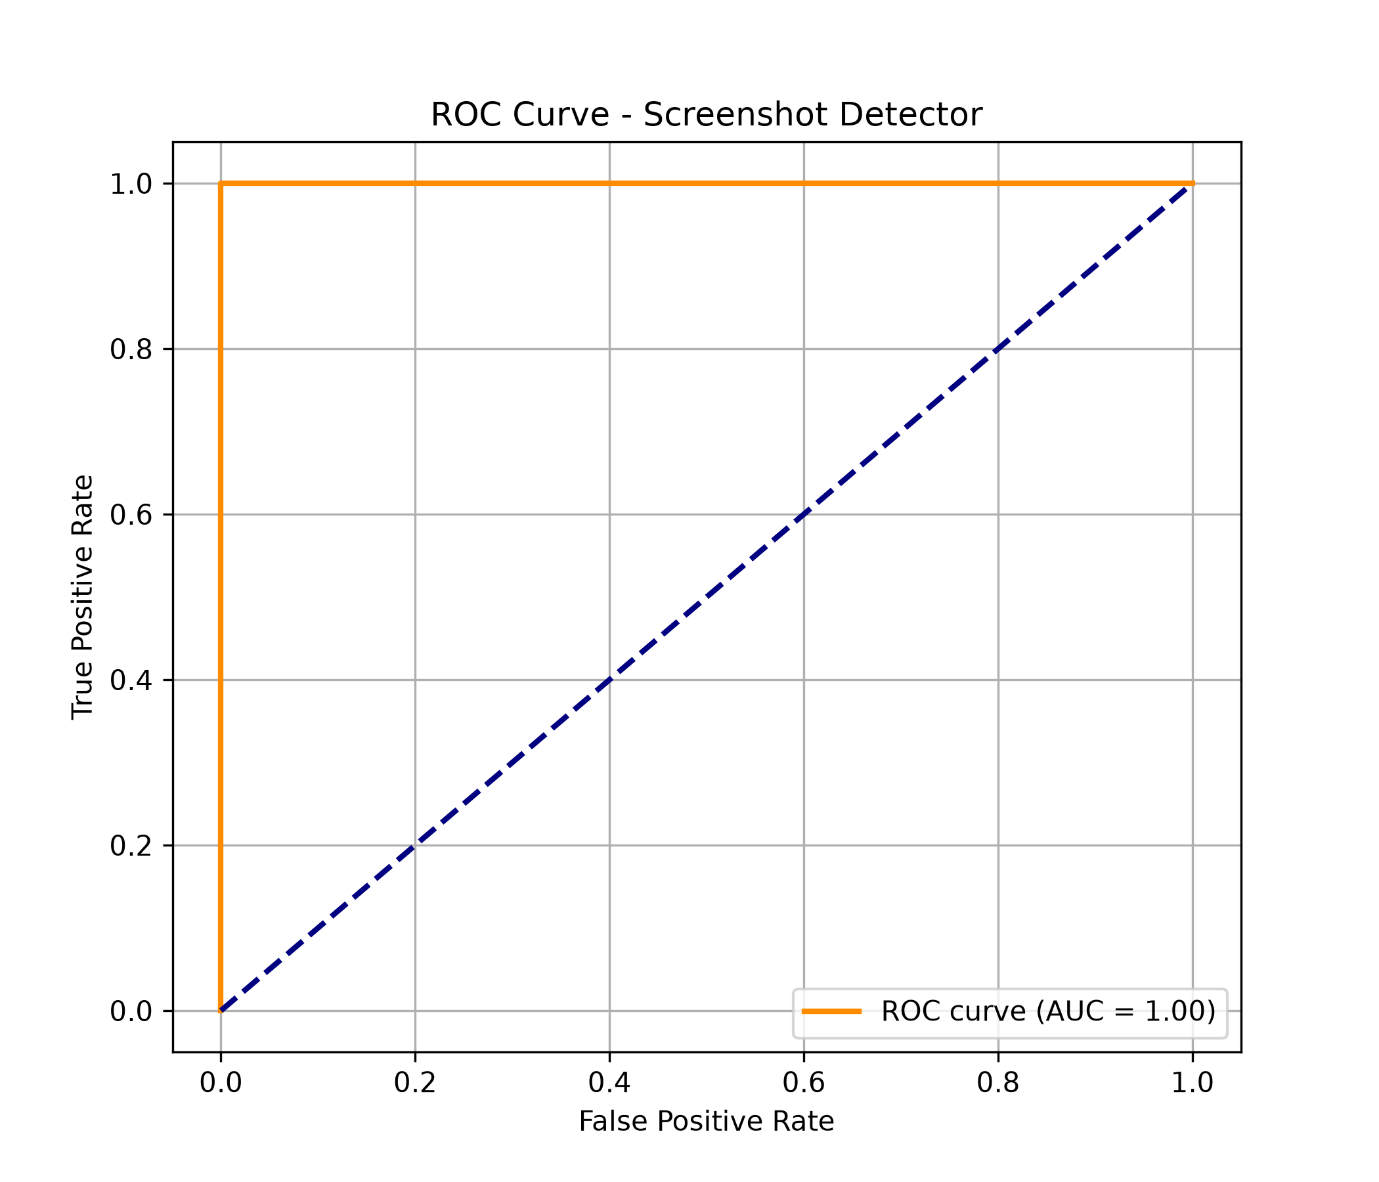 ROC Curve - Screenshot Detector
1.0
0.8
0.6
0.4
0.2
0.0
True Positive Rate
ROC curve (AUC = 1.00)
0.0 0.2 0.4 0.6 0.8 1.0
False Positive Rate